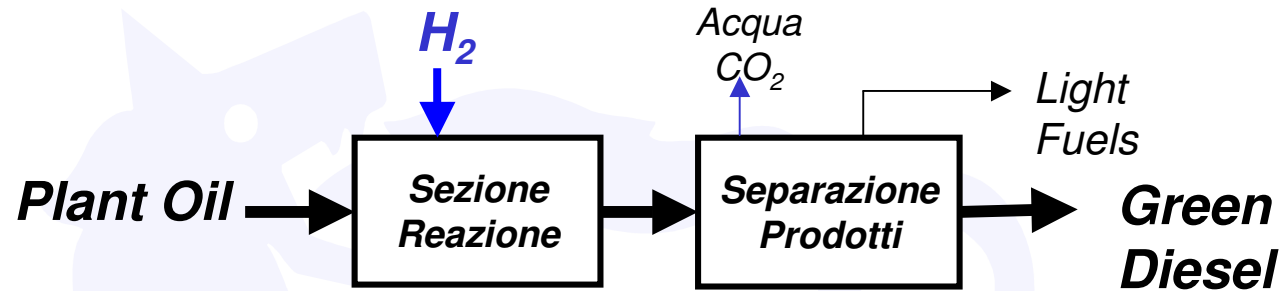 H₂
Acqua
CO₂
Light
Fuels
Plant Oil
Sezione
Reazione
Separazione
Prodotti
Green
Diesel